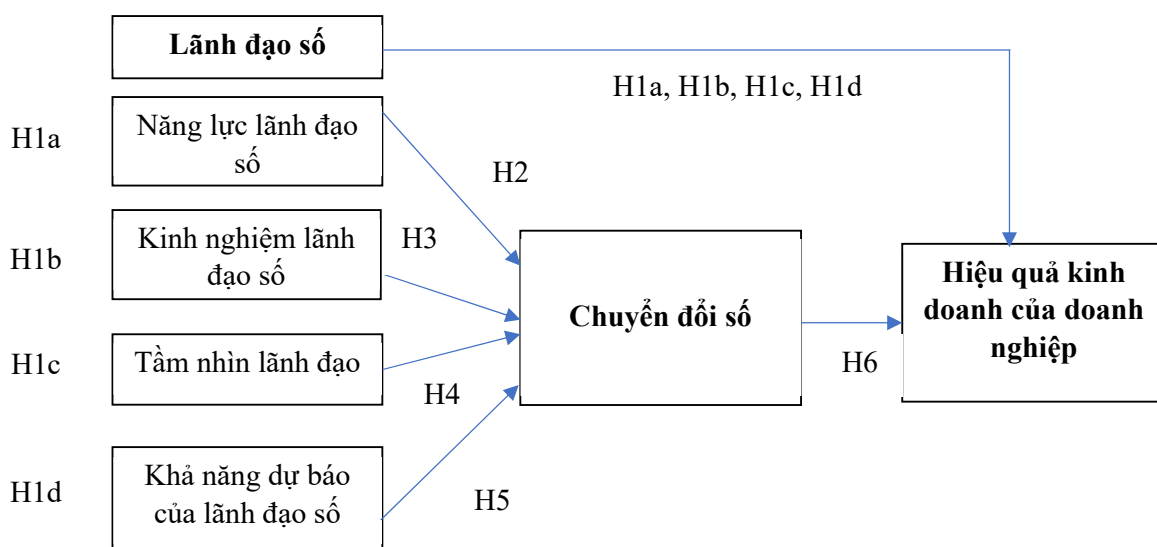 Lãnh đạo số
H1a, H1b, H1c, H1d
H1a
Năng lực lãnh đạo
số
H2
H1b
Kinh nghiệm lãnh
đạo số
H3
Chuyển đổi số
Hiệu quả kinh
doanh của doanh
nghiệp
H1c
Tầm nhìn lãnh đạo
H4
H6
H1d
Khả năng dự báo
của lãnh đạo số
H5